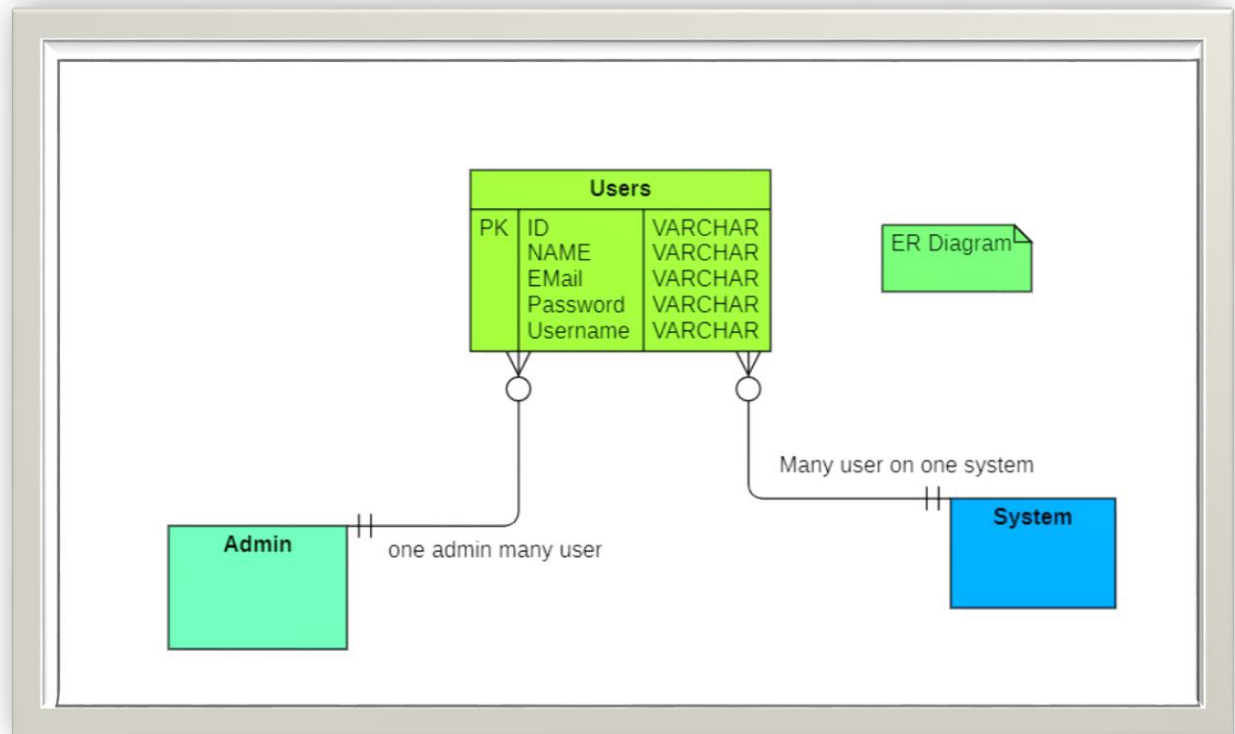 Users
PK ID VARCHAR
NAME VARCHAR
EMail VARCHAR
Password VARCHAR
Username VARCHAR
ER Diagram
Many user on one system
System
Admin
one admin many user